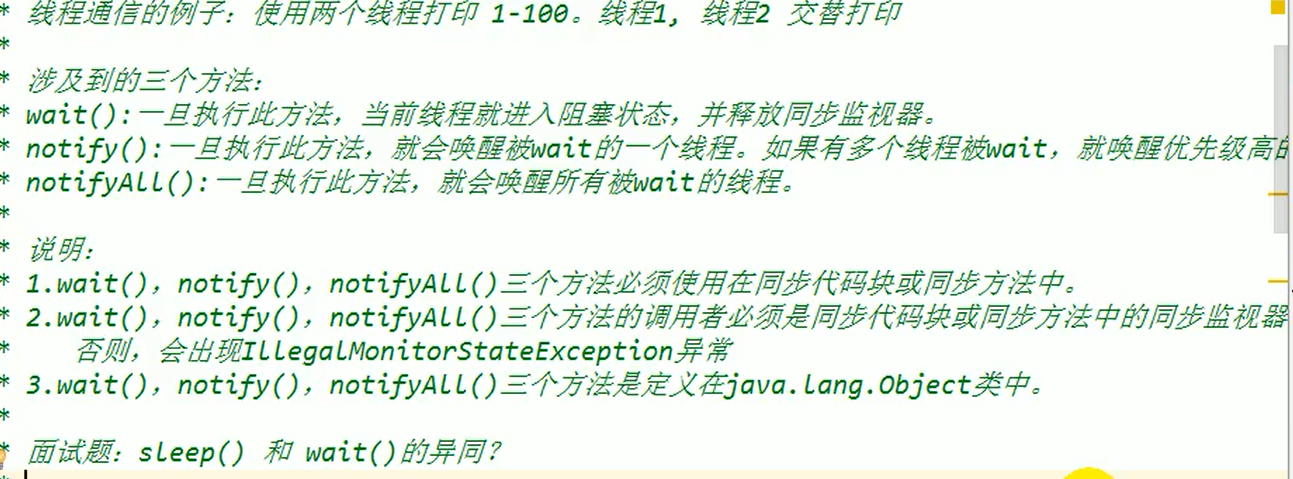 * 线程通信的例子：使用两个线程打印 1-100。线程1, 线程2 交替打印
*
* 涉及到的三个方法：
* wait():一旦执行此方法，当前线程就进入阻塞状态，并释放同步监视器。
* notify():一旦执行此方法，就会唤醒被wait的一个线程。如果有多个线程被wait，就唤醒优先级高的
* notifyAll():一旦执行此方法，就会唤醒所有被wait的线程。
*
* 说明：
* 1.wait()，notify()，notifyAll()三个方法必须使用在同步代码块或同步方法中。
* 2.wait()，notify()，notifyAll()三个方法的调用者必须是同步代码块或同步方法中的同步监视器
* 否则，会出现IllegalMonitorStateException异常
* 3.wait()，notify()，notifyAll()三个方法是定义在java.lang.Object类中。
*
* 面试题：sleep() 和 wait()的异同？
*